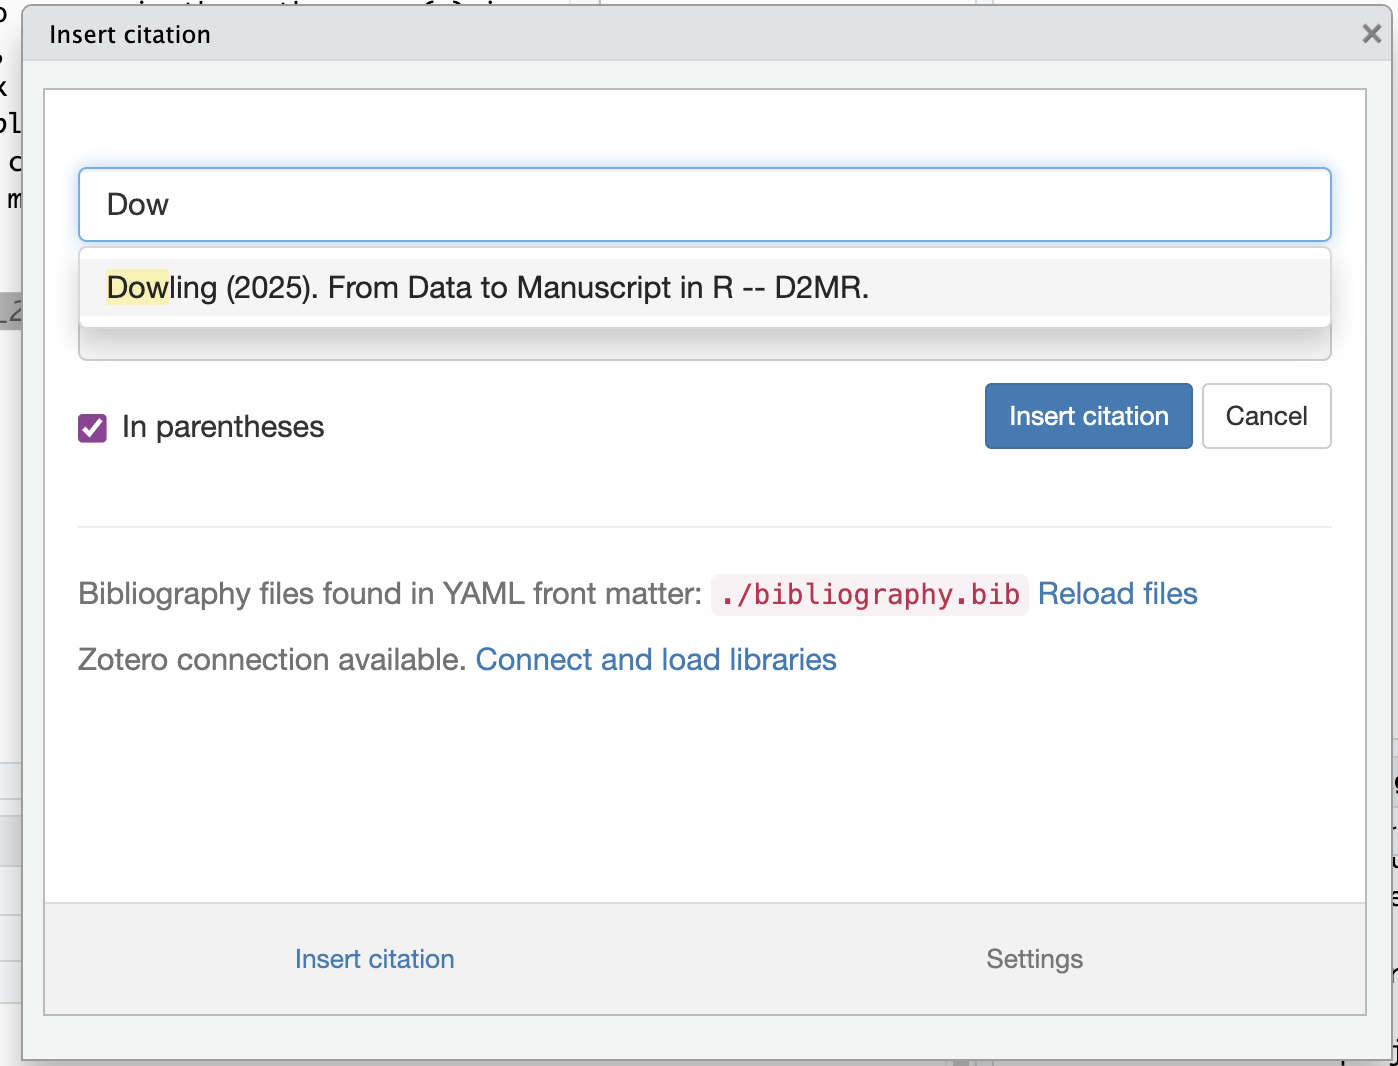 Insert citation
Dow
Dowling (2025). From Data to Manuscript in R -- D2MR.
In parentheses
Insert citation
Cancel
Bibliography files found in YAML front matter: ./bibliography.bib Reload files
Zotero connection available. Connect and load libraries
Insert citation
Settings